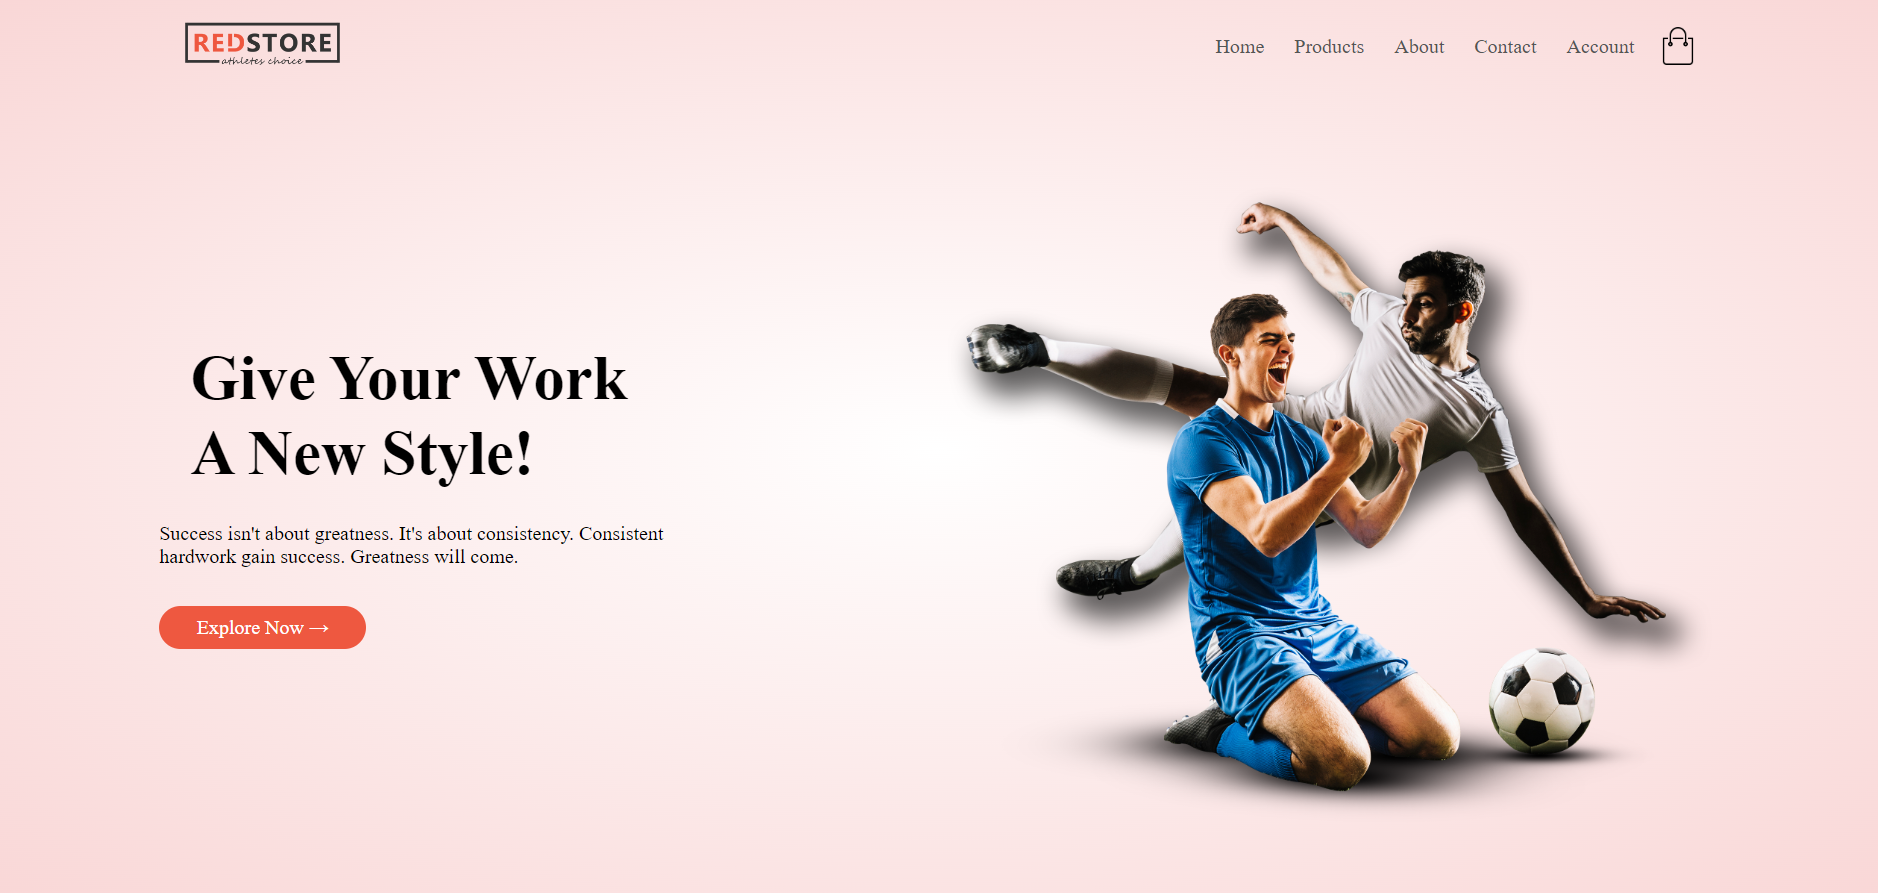 REDSTORE
athletes choice
Home Products About Contact Account
Give Your Work
A New Style!
Success isn't about greatness. It's about consistency. Consistent
hardwork gain success. Greatness will come.
Explore Now →